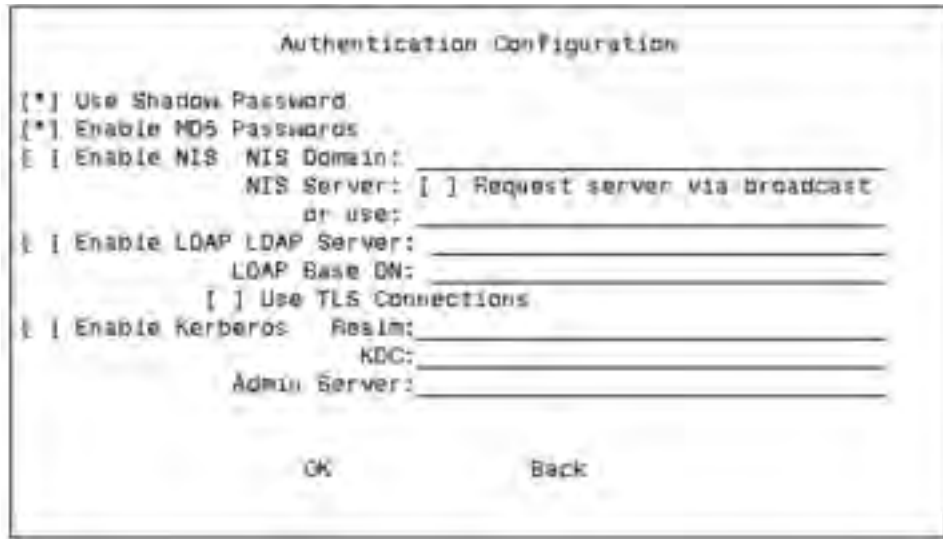 Authentication Configuration
[*] Use Shadow Password
[*] Enable MD5 Passwords
[ ] Enable NIS NIS Domain:
NIS Server: [ ] Request server via broadcast
or use:
[ ] Enable LDAP LDAP Server:
LDAP Base DN:
[ ] Use TLS Connections
[ ] Enable Kerberos Realm:
KDC:
Admin Server:
OK Back